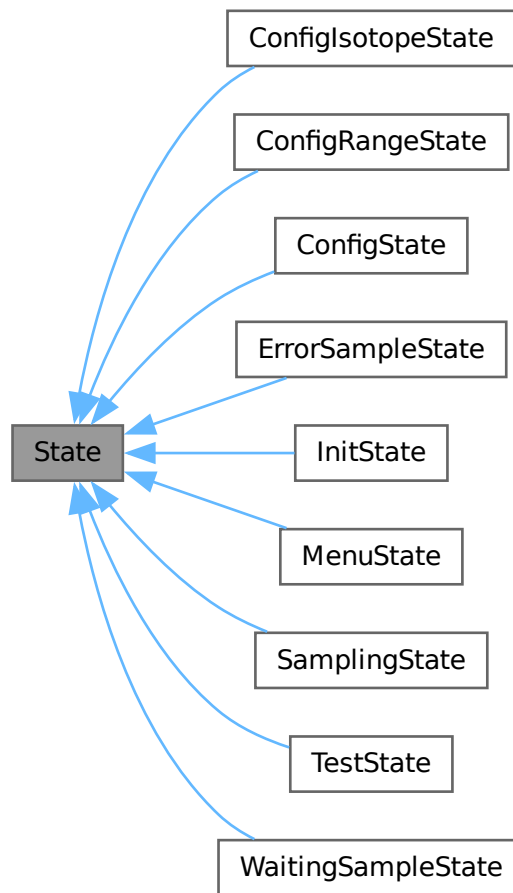 ConfigIsotopeState
ConfigRangeState
ConfigState
ErrorSampleState
State
InitState
MenuState
SamplingState
TestState
WaitingSampleState